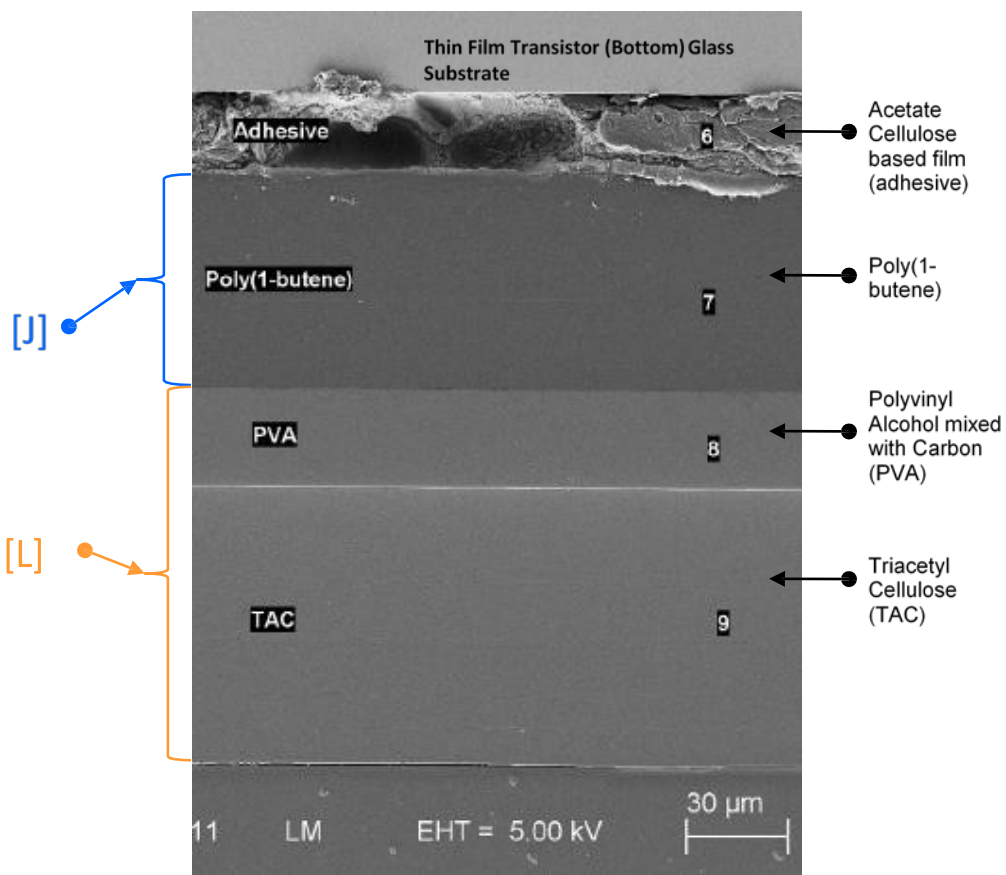 Thin Film Transistor (Bottom) Glass
Substrate
Adhesive
6
Acetate
Cellulose
based film
(adhesive)
Poly(1-butene)
7
Poly(1-
butene)
[J]
PVA
8
Polyvinyl
Alcohol mixed
with Carbon
(PVA)
[L]
TAC
9
Triacetyl
Cellulose
(TAC)
11
LM
EHT = 5.00 kV
30 µm